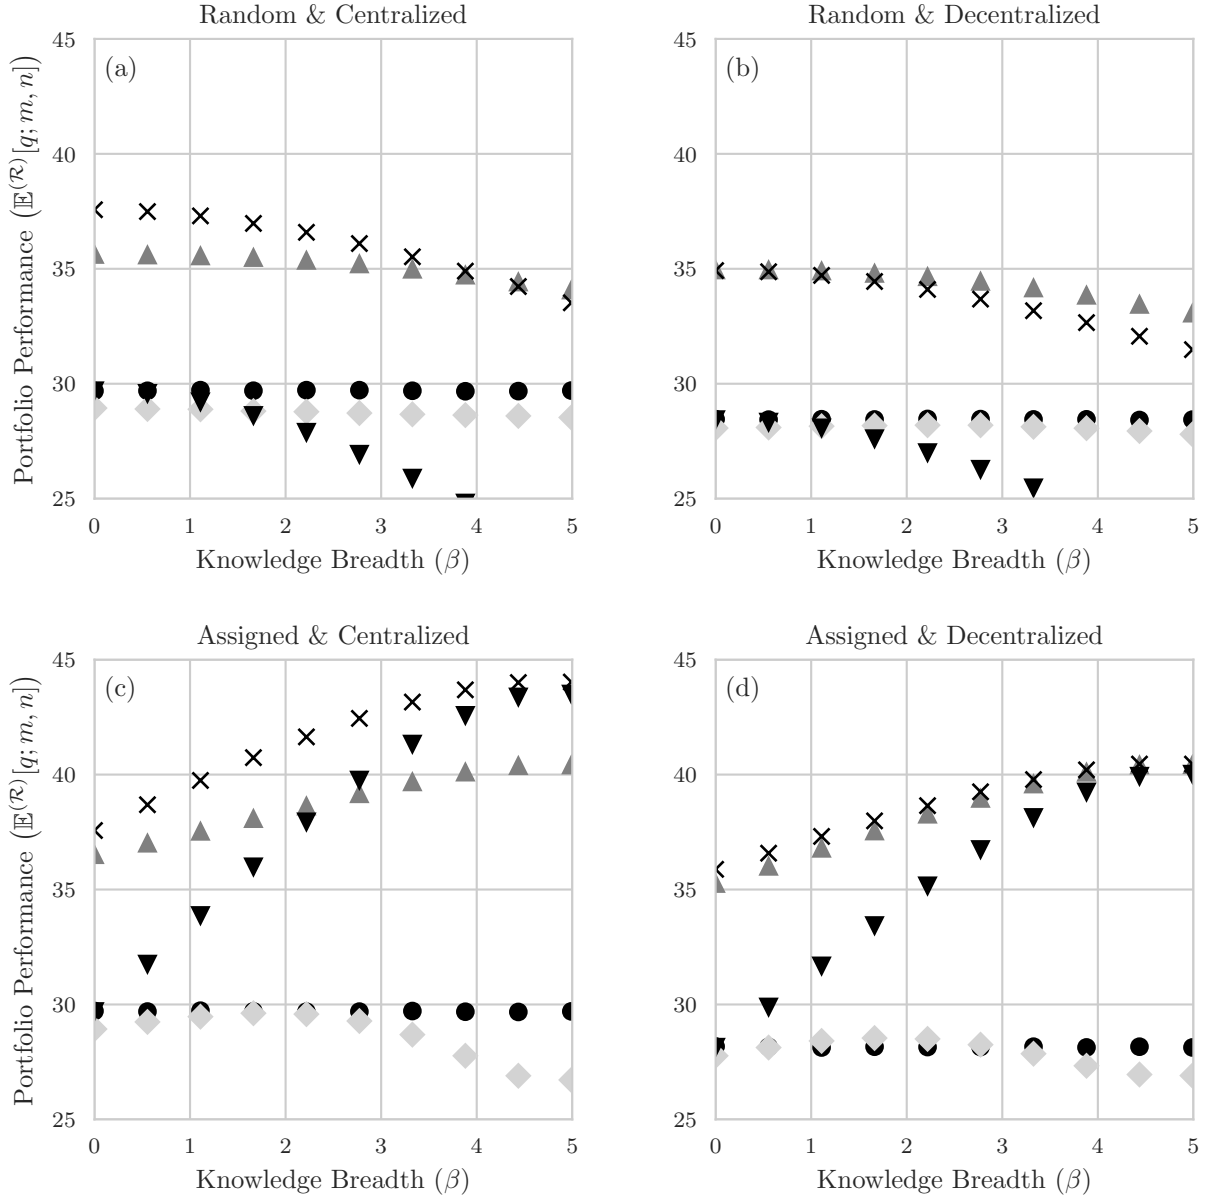 Random & Centralized
(a)
45
40
35
30
25
0 1 2 3 4 5
Portfolio Performance (𝔼^(ℛ)[q; m, n])
Knowledge Breadth (β)
Random & Decentralized
(b)
45
40
35
30
25
0 1 2 3 4 5
Knowledge Breadth (β)
Assigned & Centralized
(c)
45
40
35
30
25
0 1 2 3 4 5
Portfolio Performance (𝔼^(ℛ)[q; m, n])
Knowledge Breadth (β)
Assigned & Decentralized
(d)
45
40
35
30
25
0 1 2 3 4 5
Knowledge Breadth (β)